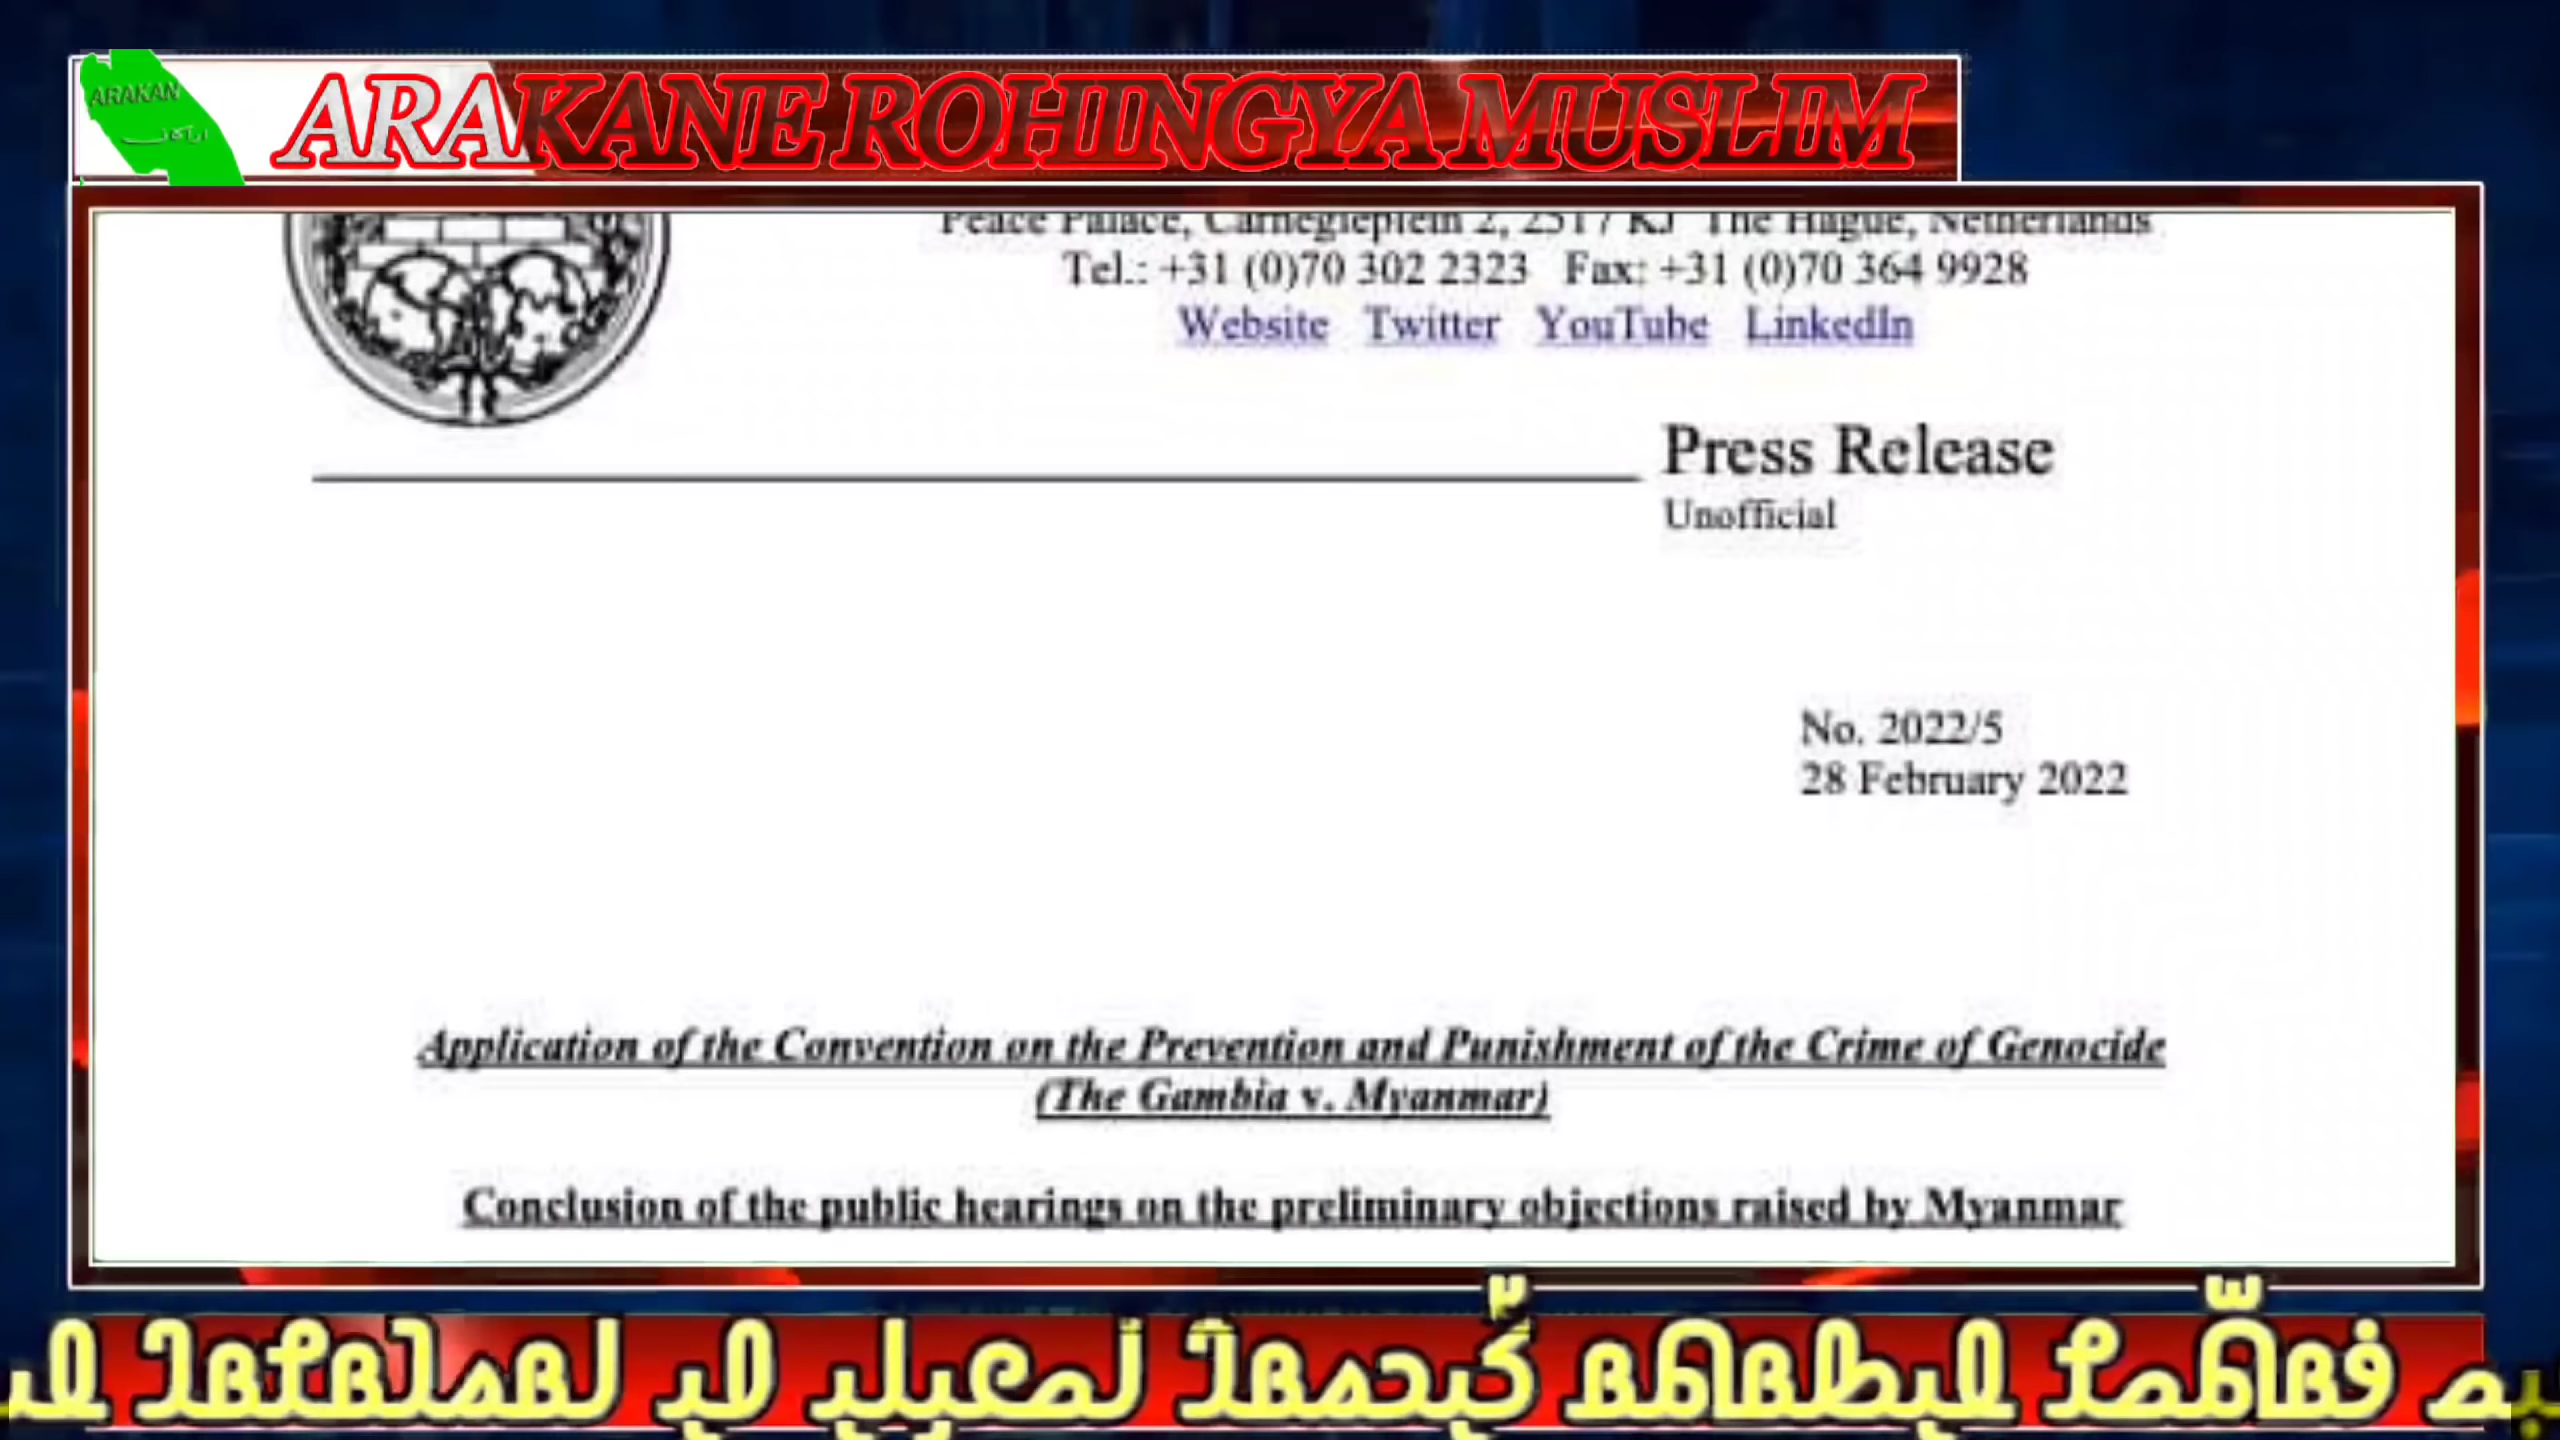 ARAKAN
ARAKANE ROHINGYA MUSLIM
Peace Palace, Carnegieplein 2, 2517 KJ The Hague, Netherlands
Tel.: +31 (0)70 302 2323 Fax: +31 (0)70 364 9928
Website Twitter YouTube LinkedIn
Press Release
Unofficial
No. 2022/5
28 February 2022
Application of the Convention on the Prevention and Punishment of the Crime of Genocide
(The Gambia v. Myanmar)
Conclusion of the public hearings on the preliminary objections raised by Myanmar